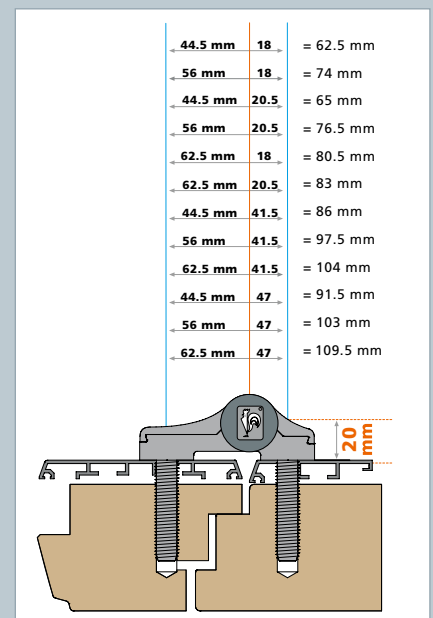 44.5 mm 18 = 62.5 mm
56 mm 18 = 74 mm
44.5 mm 20.5 = 65 mm
56 mm 20.5 = 76.5 mm
62.5 mm 18 = 80.5 mm
62.5 mm 20.5 = 83 mm
44.5 mm 41.5 = 86 mm
56 mm 41.5 = 97.5 mm
62.5 mm 41.5 = 104 mm
44.5 mm 47 = 91.5 mm
56 mm 47 = 103 mm
62.5 mm 47 = 109.5 mm
20
mm